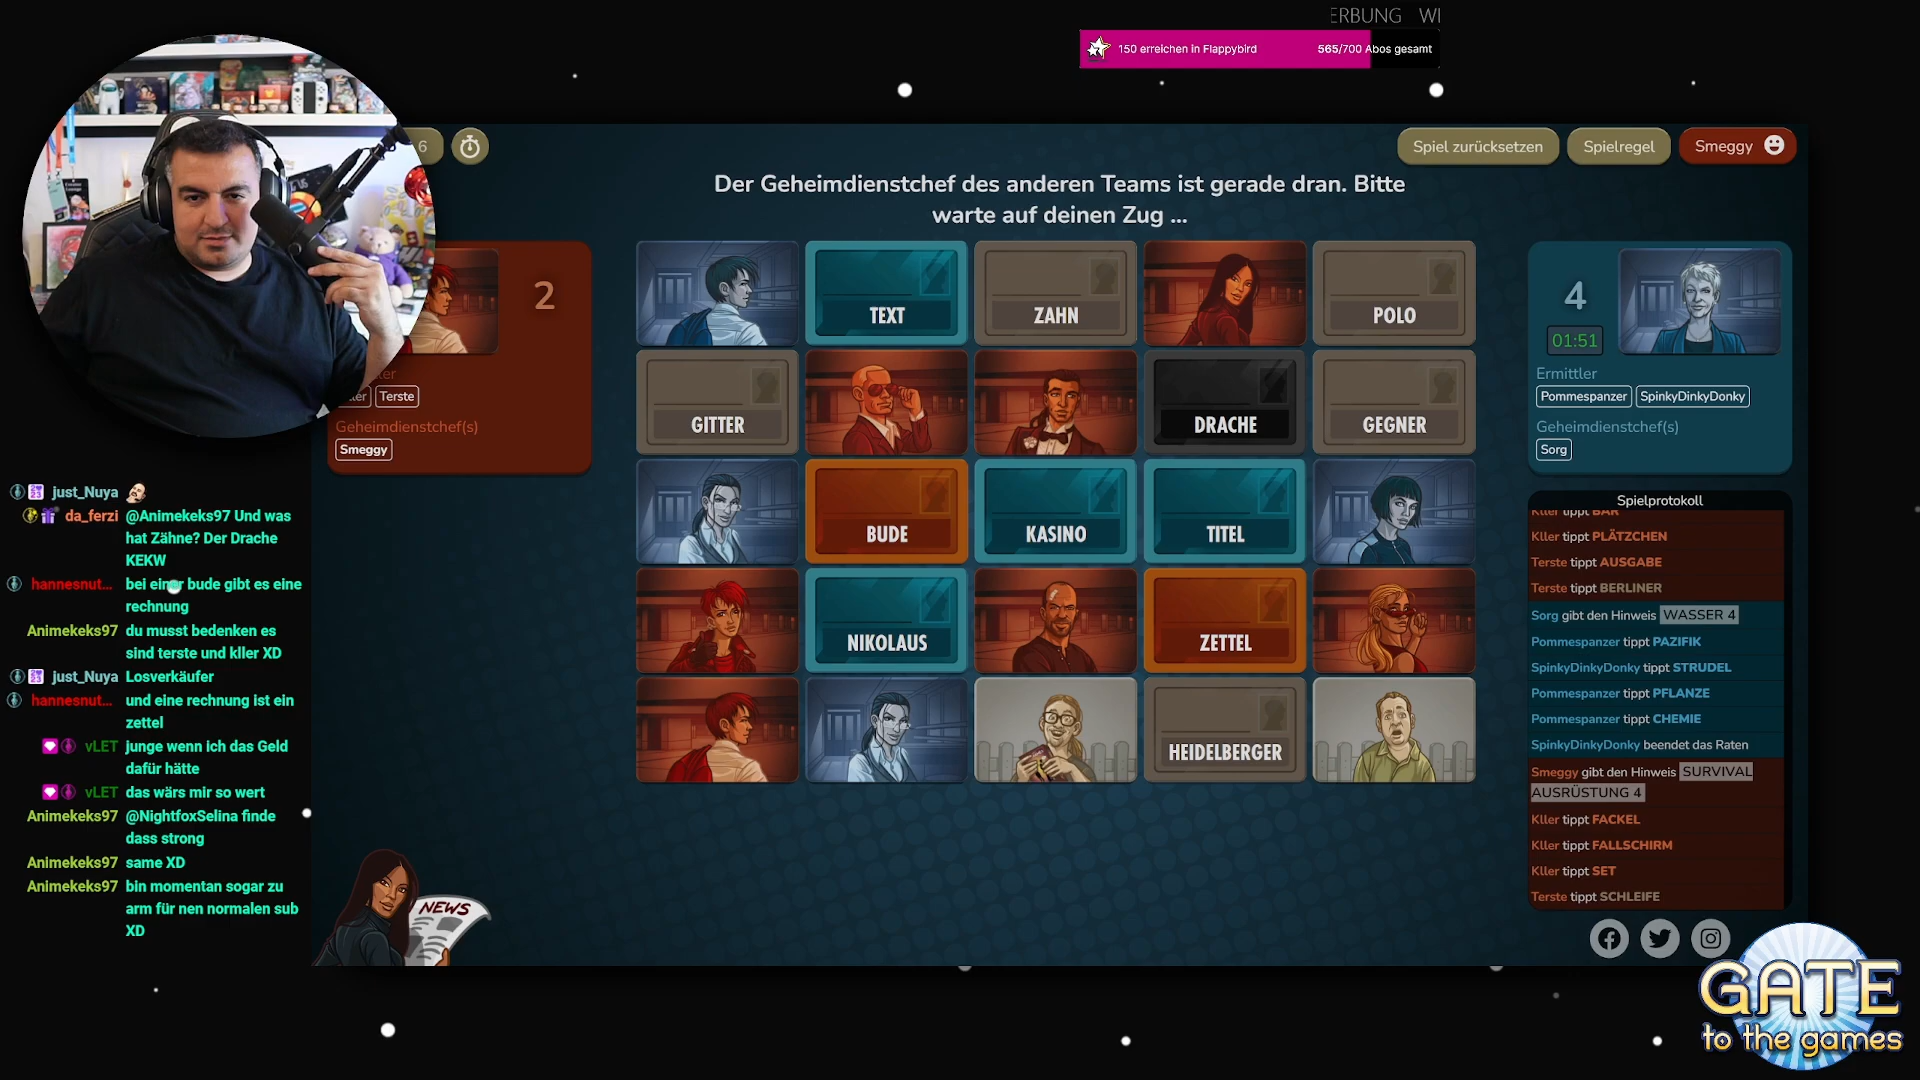 ERBUNG WI
150 erreichen in Flappybird 565/700 Abos gesamt
6
Spiel zurücksetzen
Spielregel
Smeggy
Der Geheimdienstchef des anderen Teams ist gerade dran. Bitte
warte auf deinen Zug ...
2
Terste
Geheimdienstchef(s)
Smeggy
TEXT
ZAHN
POLO
GITTER
DRACHE
GEGNER
BUDE
KASINO
TITEL
NIKOLAUS
ZETTEL
HEIDELBERGER
4
01:51
Ermittler
Pommespanzer SpinkyDinkyDonky
Geheimdienstchef(s)
Sorg
Spielprotokoll
Kller tippt BÄR
Kller tippt PLÄTZCHEN
Terste tippt AUSGABE
Terste tippt BERLINER
Sorg gibt den Hinweis WASSER 4
Pommespanzer tippt PAZIFIK
SpinkyDinkyDonky tippt STRUDEL
Pommespanzer tippt PFLANZE
Pommespanzer tippt CHEMIE
SpinkyDinkyDonky beendet das Raten
Smeggy gibt den Hinweis SURVIVAL
AUSRÜSTUNG 4
Kller tippt FACKEL
Kller tippt FALLSCHIRM
Kller tippt SET
Terste tippt SCHLEIFE
just_Nuya
da_ferzi @Animekeks97 Und was
hat Zähne? Der Drache
KEKW
hannesnut... bei einer bude gibt es eine
rechnung
Animekeks97 du musst bedenken es
sind terste und kller XD
just_Nuya Losverkäufer
hannesnut... und eine rechnung ist ein
zettel
vLET junge wenn ich das Geld
dafür hätte
vLET das wärs mir so wert
Animekeks97 @NightfoxSelina finde
dass strong
Animekeks97 same XD
Animekeks97 bin momentan sogar zu
arm für nen normalen sub
XD
NEWS
GATE
to the games